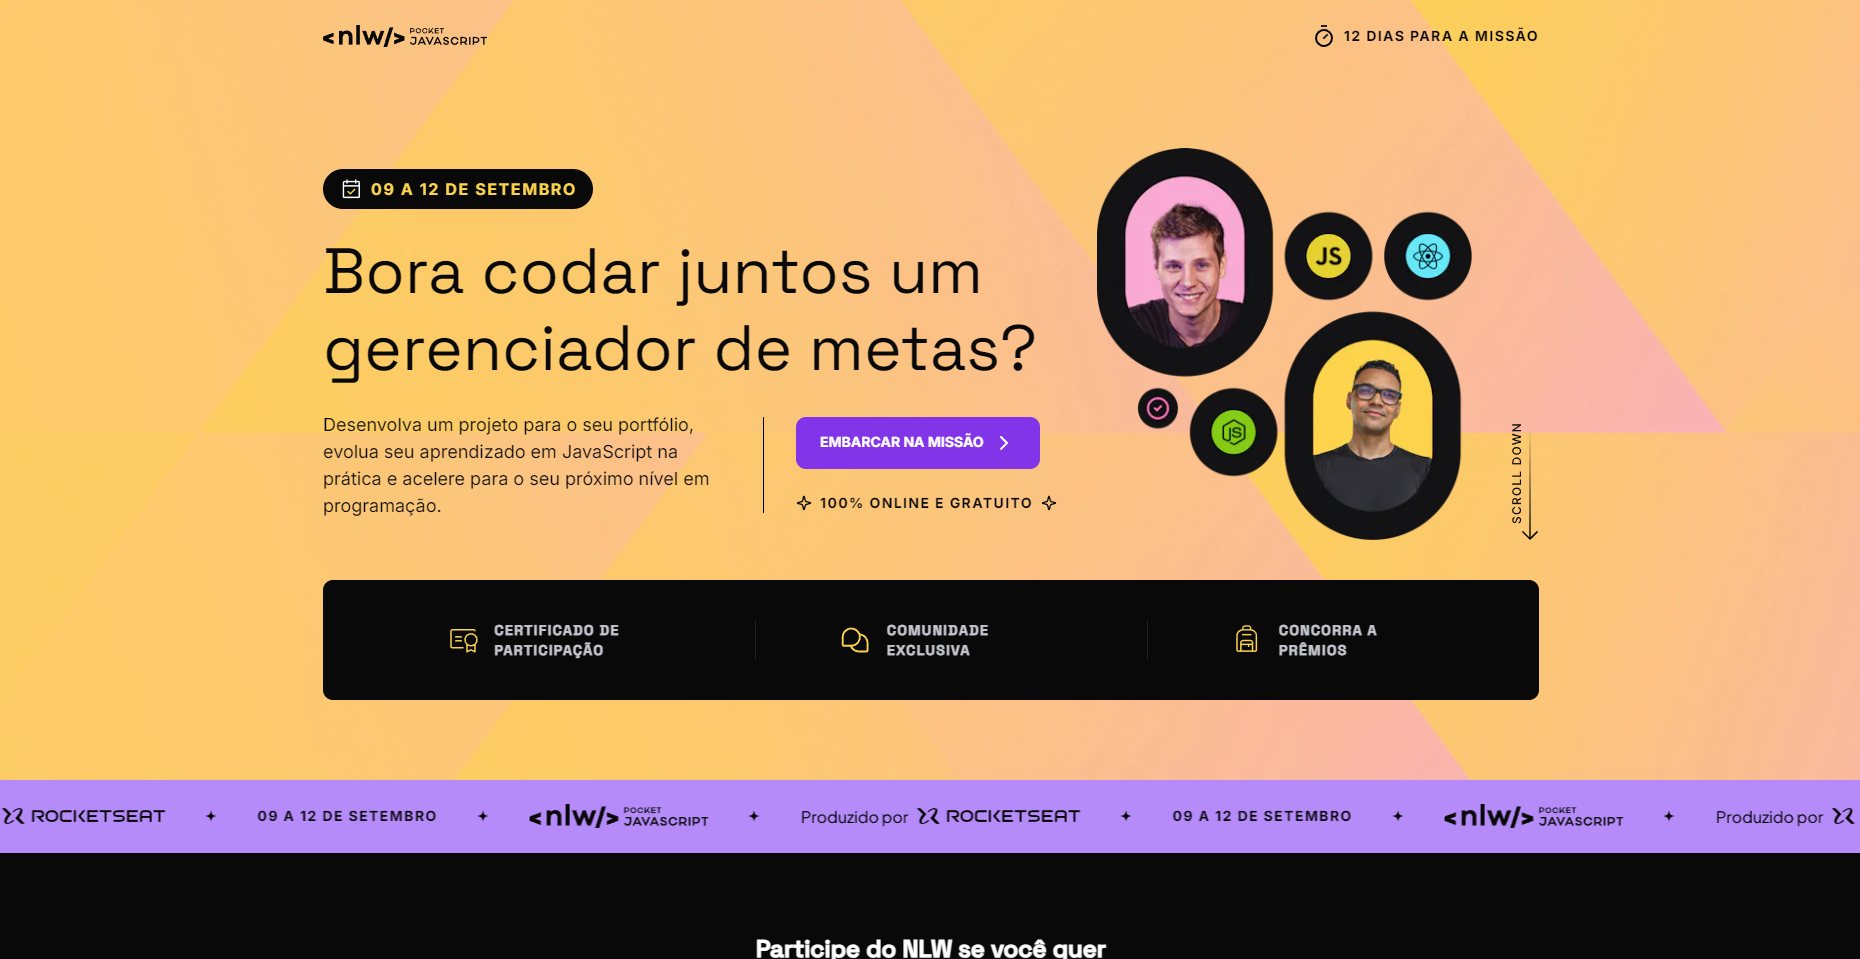 <nlw/> POCKET JAVASCRIPT
12 DIAS PARA A MISSÃO
09 A 12 DE SETEMBRO
Bora codar juntos um
gerenciador de metas?
Desenvolva um projeto para o seu portfólio,
evolua seu aprendizado em JavaScript na
prática e acelere para o seu próximo nível em
programação.
EMBARCAR NA MISSÃO
100% ONLINE E GRATUITO
JS
JS
SCROLL DOWN
CERTIFICADO DE
PARTICIPAÇÃO
COMUNIDADE
EXCLUSIVA
CONCORRA A
PRÊMIOS
ROCKETSEAT 09 A 12 DE SETEMBRO <nlw/> POCKET JAVASCRIPT Produzido por ROCKETSEAT 09 A 12 DE SETEMBRO <nlw/> POCKET JAVASCRIPT Produzido por
Participe do NLW se você quer